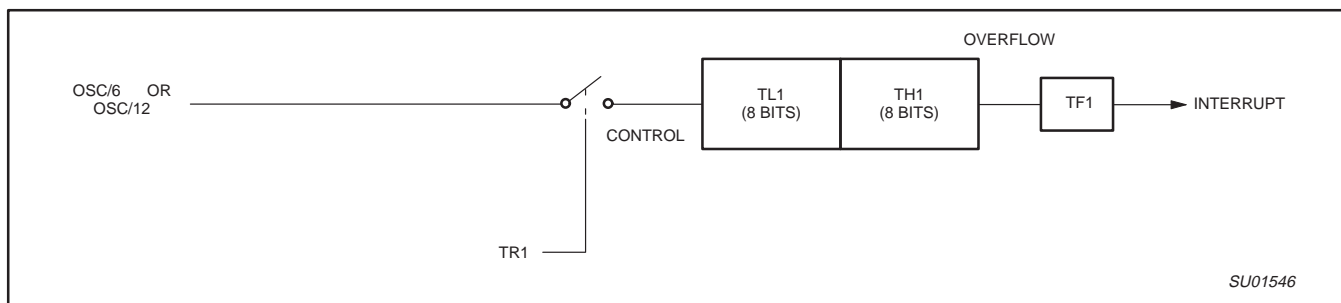 OVERFLOW
OSC/6 OR
OSC/12
TL1
(8 BITS)
TH1
(8 BITS)
TF1
INTERRUPT
CONTROL
TR1
SU01546